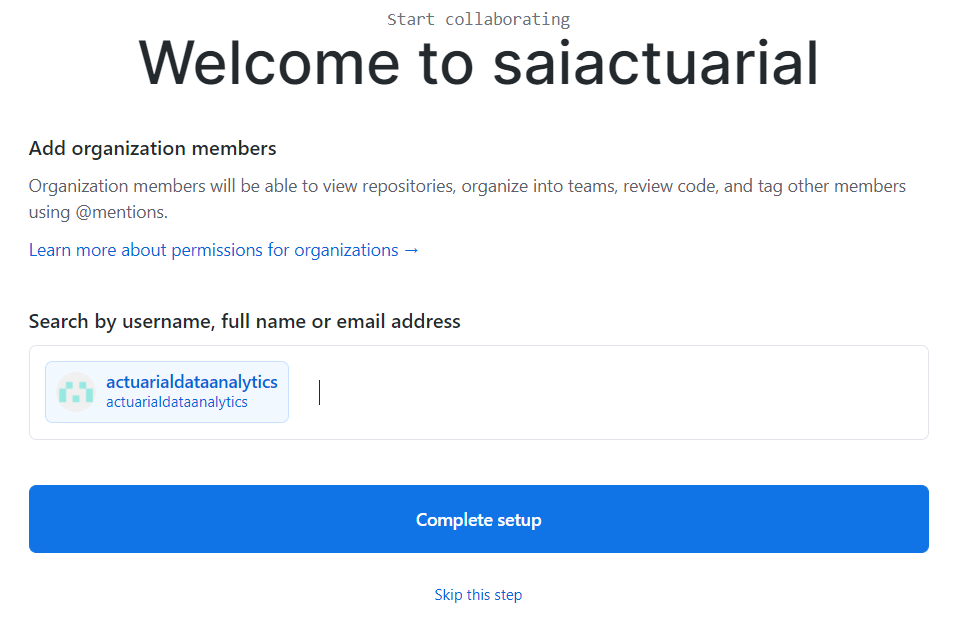 Start collaborating
Welcome to saiactuarial
Add organization members
Organization members will be able to view repositories, organize into teams, review code, and tag other members
using @mentions.
Learn more about permissions for organizations →
Search by username, full name or email address
actuarialdataanalytics
actuarialdataanalytics
Complete setup
Skip this step